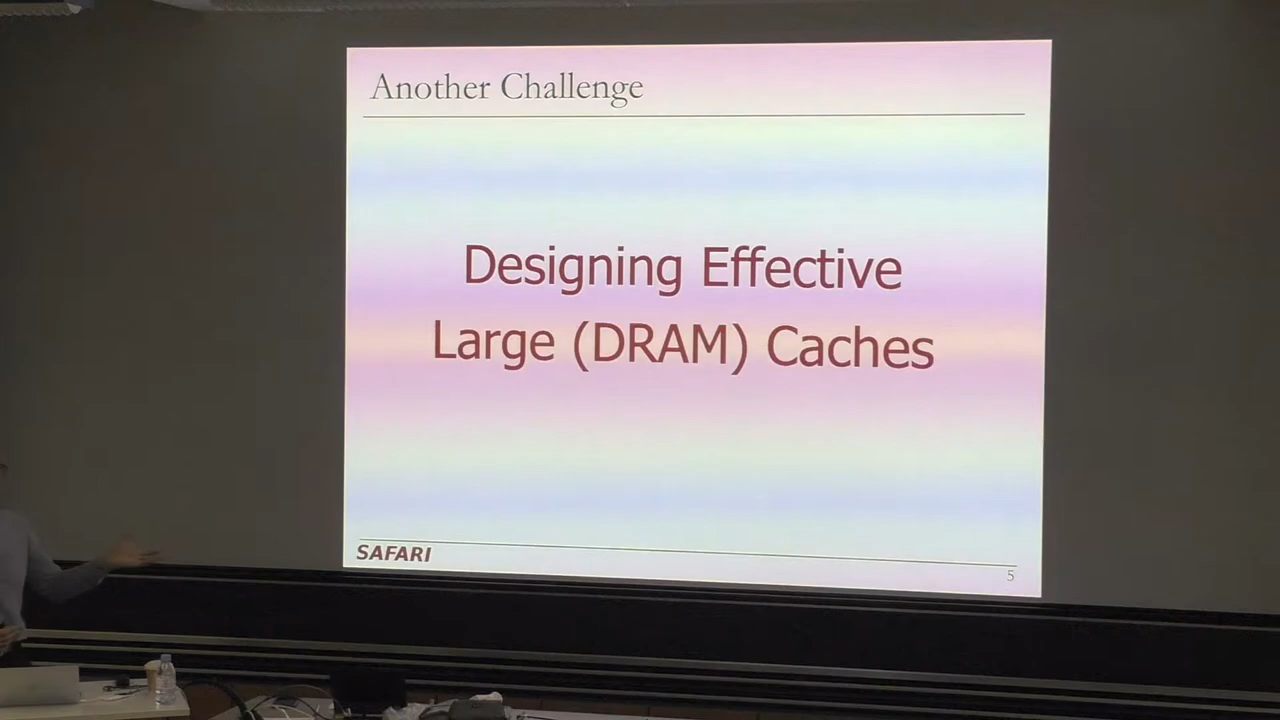 Another Challenge
Designing Effective
Large (DRAM) Caches
SAFARI
5